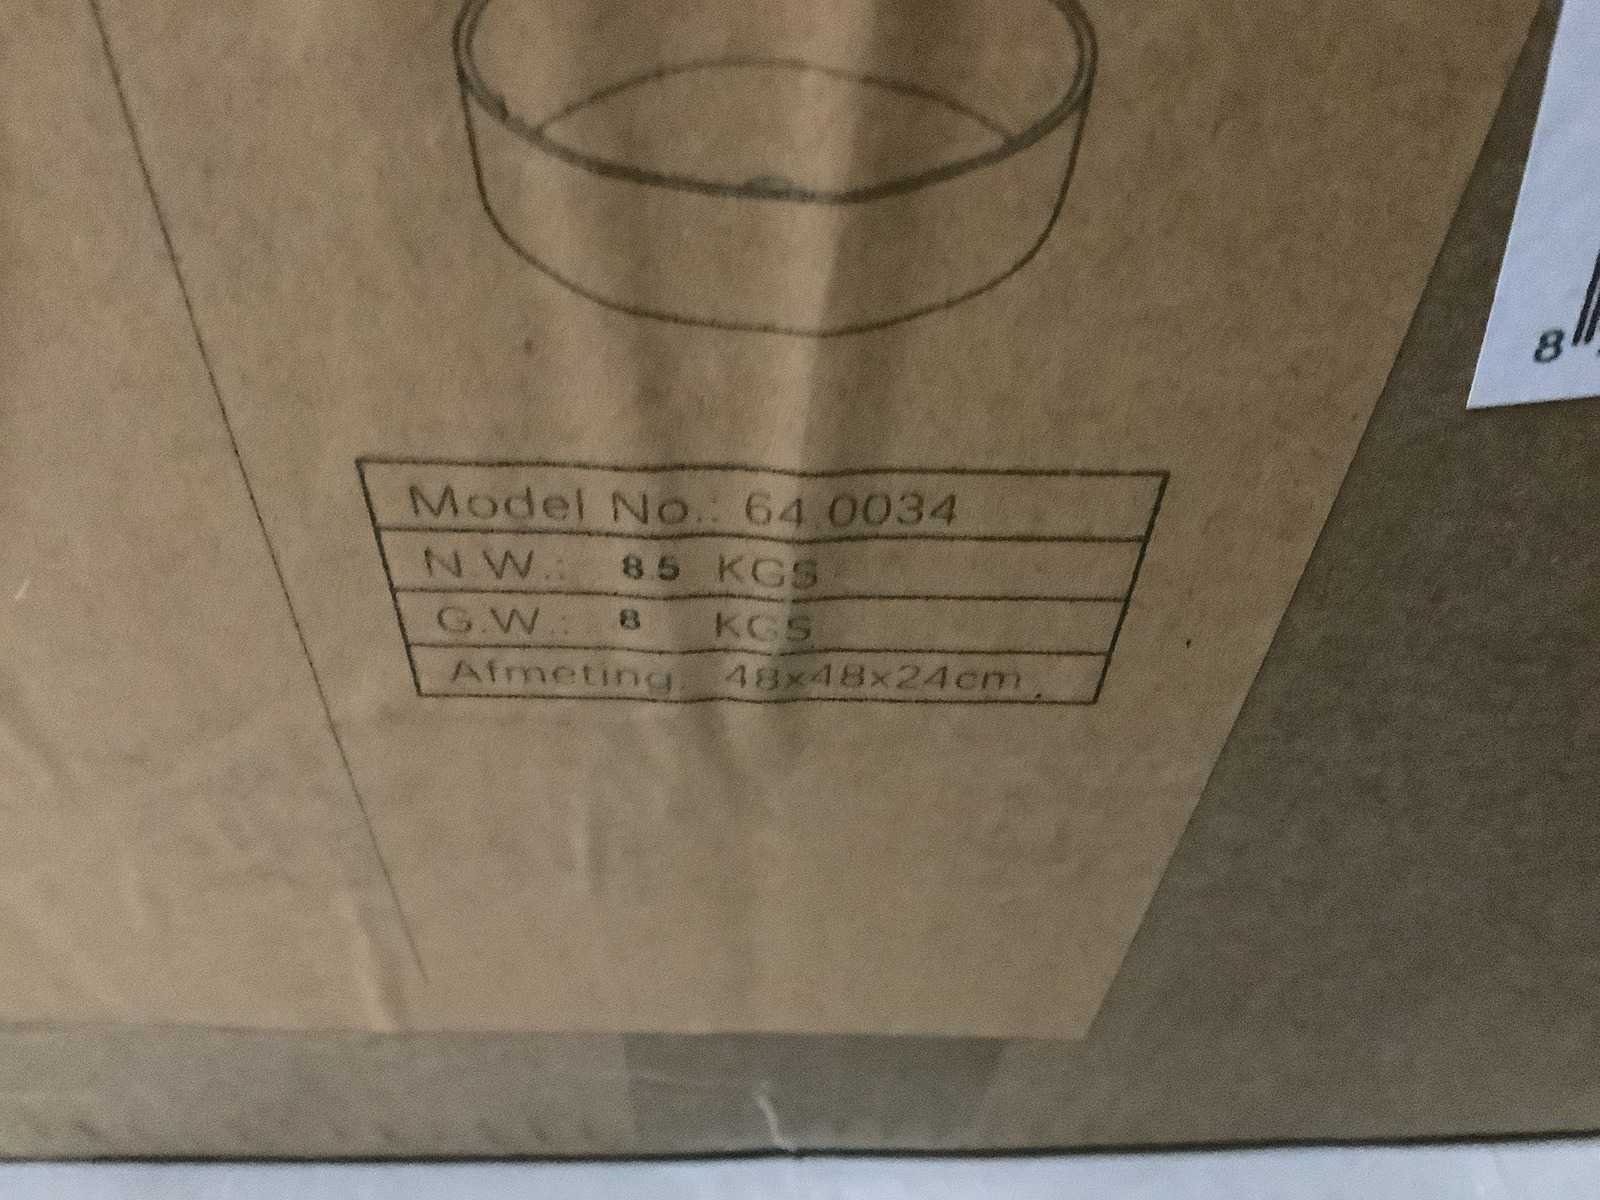 8
Model No.: 64.0034
N.W.: 8.5 KGS
G.W.: 8 KGS
Afmeting: 48x48x24cm